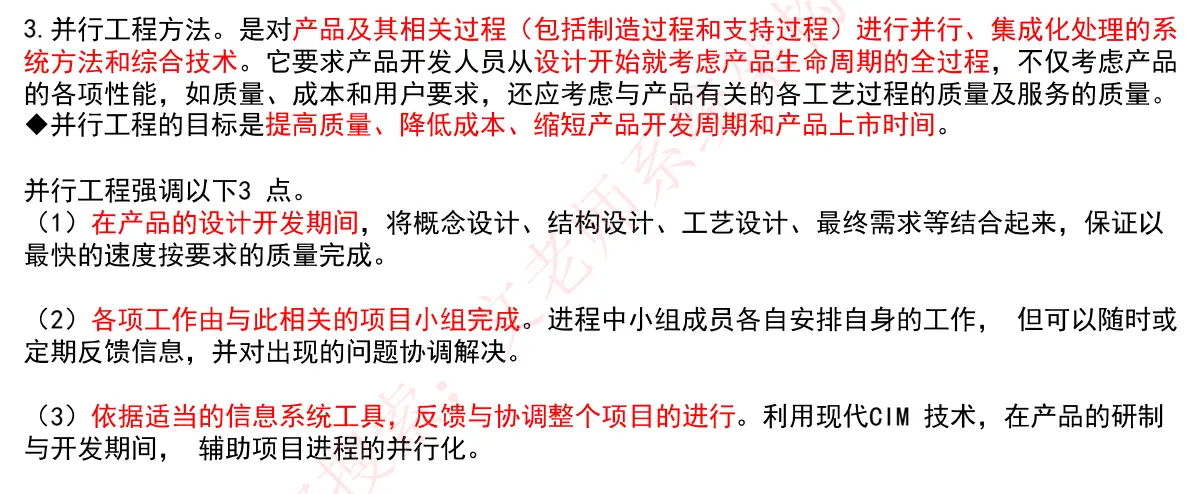 3.并行工程方法。是对产品及其相关过程（包括制造过程和支持过程）进行并行、集成化处理的系
统方法和综合技术。它要求产品开发人员从设计开始就考虑产品生命周期的全过程，不仅考虑产品
的各项性能，如质量、成本和用户要求，还应考虑与产品有关的各工艺过程的质量及服务的质量。
◆并行工程的目标是提高质量、降低成本、缩短产品开发周期和产品上市时间。
并行工程强调以下3 点。
（1）在产品的设计开发期间，将概念设计、结构设计、工艺设计、最终需求等结合起来，保证以
最快的速度按要求的质量完成。
（2）各项工作由与此相关的项目小组完成。进程中小组成员各自安排自身的工作， 但可以随时或
定期反馈信息，并对出现的问题协调解决。
（3）依据适当的信息系统工具，反馈与协调整个项目的进行。利用现代CIM 技术，在产品的研制
与开发期间， 辅助项目进程的并行化。
搜索：文老师系